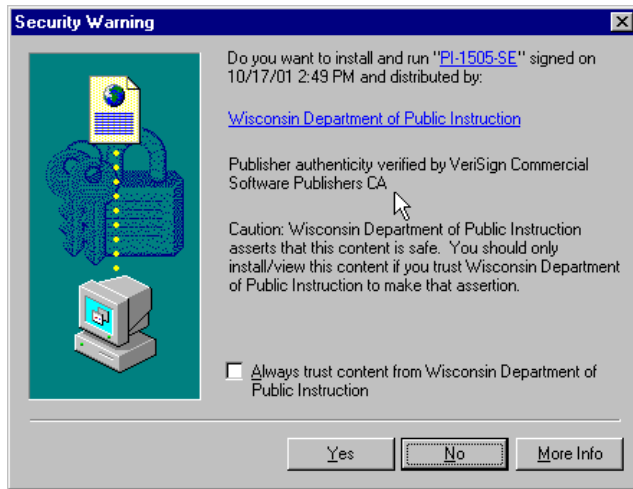 Security Warning
Do you want to install and run "PI-1505-SE" signed on
10/17/01 2:49 PM and distributed by:
Wisconsin Department of Public Instruction
Publisher authenticity verified by VeriSign Commercial
Software Publishers CA
Caution: Wisconsin Department of Public Instruction
asserts that this content is safe. You should only
install/view this content if you trust Wisconsin Department
of Public Instruction to make that assertion.
Always trust content from Wisconsin Department of
Public Instruction
Yes
No
More Info